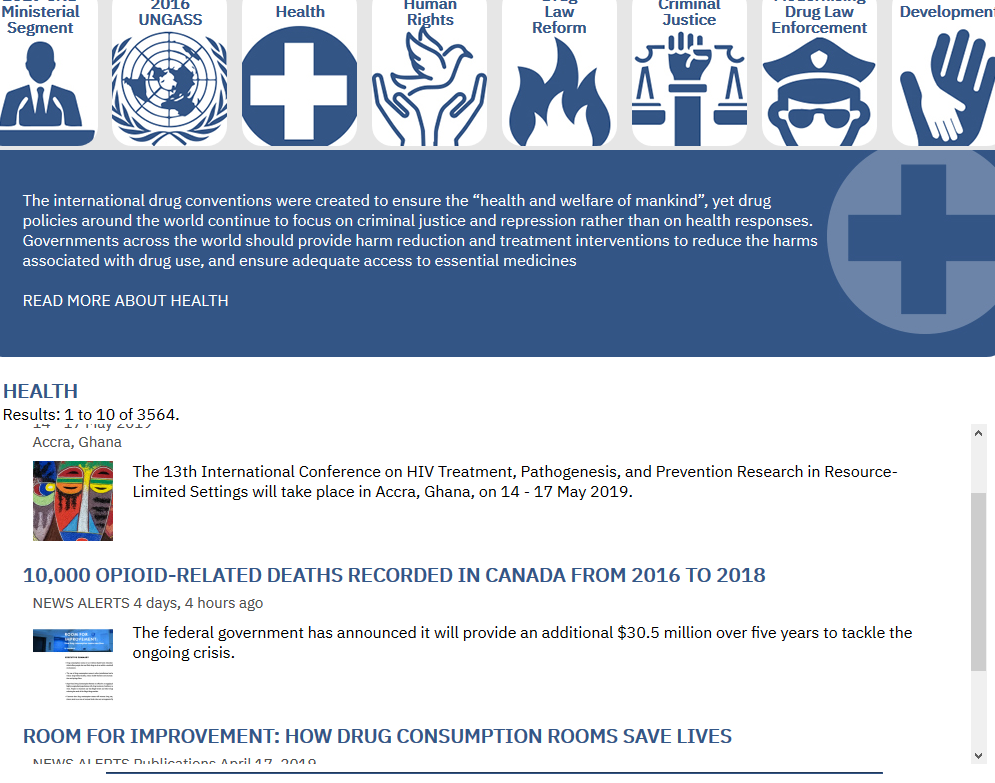 Ministerial
Segment
2016
UNGASS
Health
Human
Rights
Drug
Law
Reform
Criminal
Justice
Drug Law
Enforcement
Development
The international drug conventions were created to ensure the “health and welfare of mankind”, yet drug
policies around the world continue to focus on criminal justice and repression rather than on health responses.
Governments across the world should provide harm reduction and treatment interventions to reduce the harms
associated with drug use, and ensure adequate access to essential medicines
READ MORE ABOUT HEALTH
HEALTH
Results: 1 to 10 of 3564.
14 - 17 May 2019
Accra, Ghana
The 13th International Conference on HIV Treatment, Pathogenesis, and Prevention Research in Resource-
Limited Settings will take place in Accra, Ghana, on 14 - 17 May 2019.
10,000 OPIOID-RELATED DEATHS RECORDED IN CANADA FROM 2016 TO 2018
NEWS ALERTS 4 days, 4 hours ago
ROOM FOR
IMPROVEMENT:
The federal government has announced it will provide an additional $30.5 million over five years to tackle the
ongoing crisis.
ROOM FOR IMPROVEMENT: HOW DRUG CONSUMPTION ROOMS SAVE LIVES
NEWS ALERTS Publications April 17, 2019